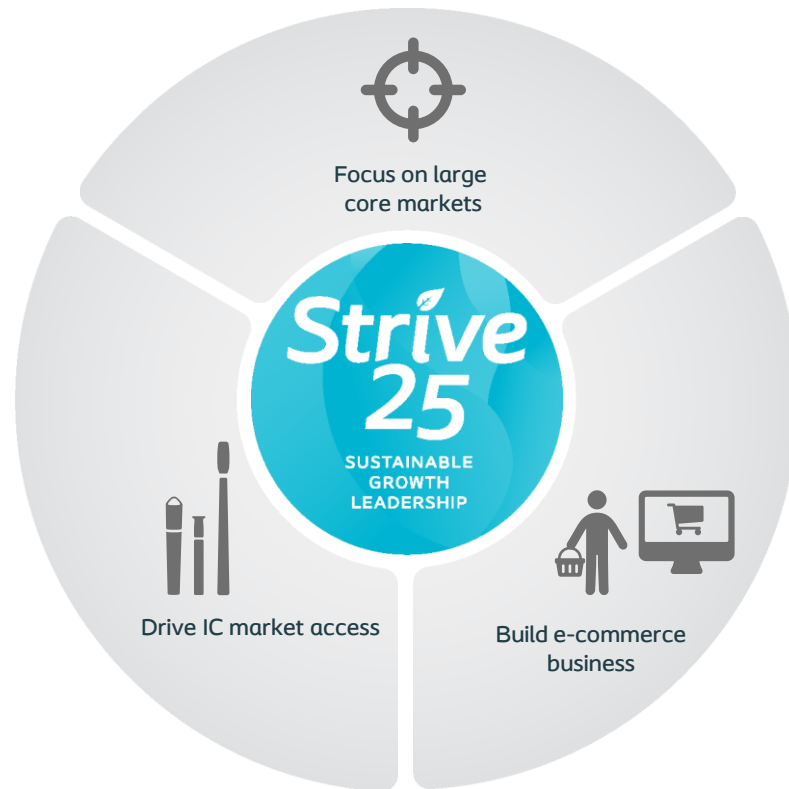 Focus on large
core markets
Strive
25
SUSTAINABLE
GROWTH
LEADERSHIP
Drive IC market access
Build e-commerce
business